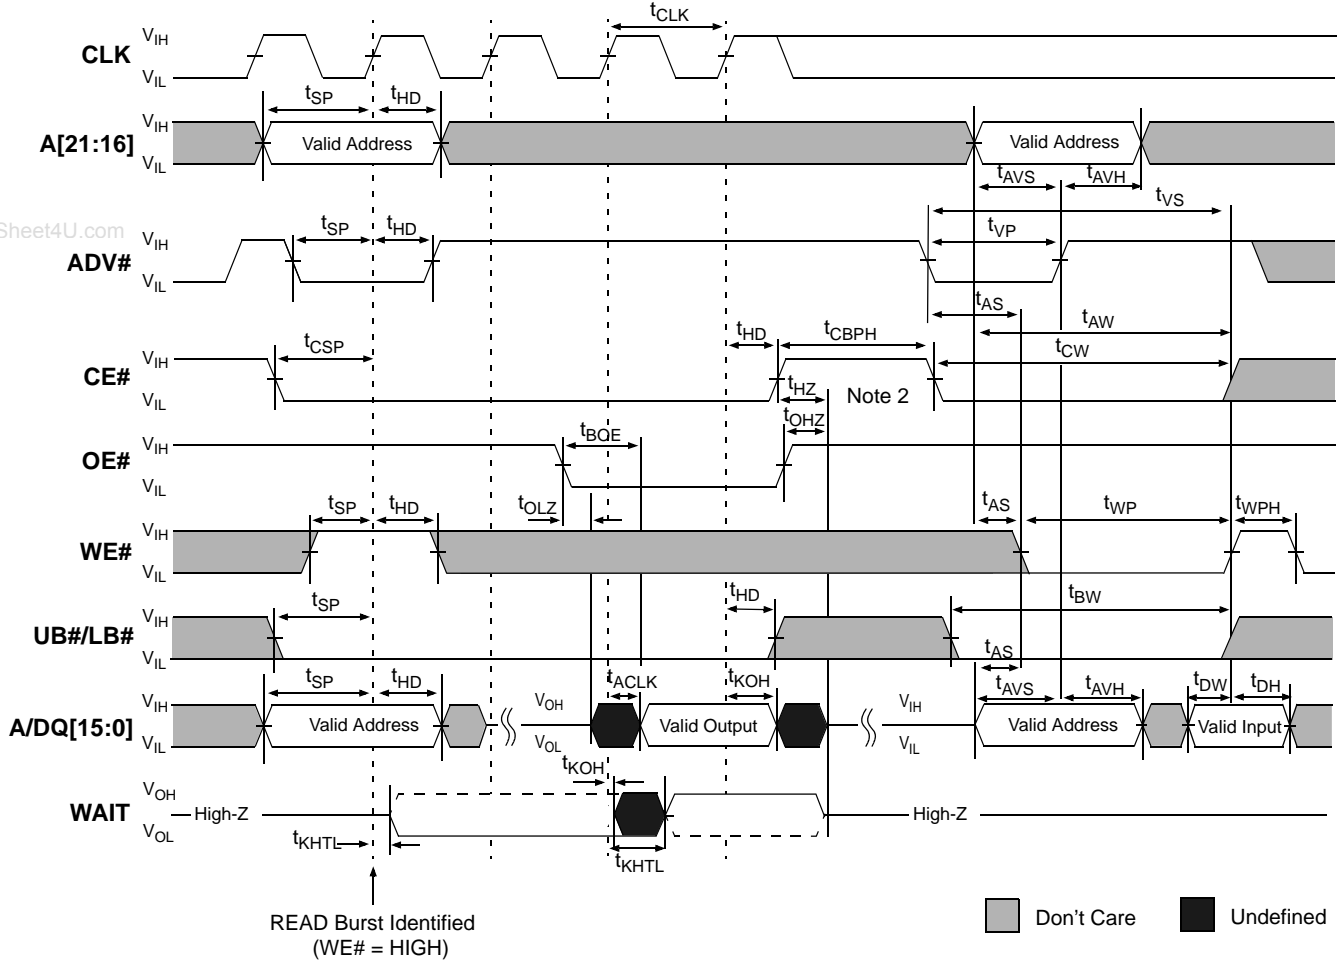 tCLK
CLK
VIH
VIL
tSP
tHD
A[21:16]
VIH
VIL
Valid Address
Valid Address
tAVS
tAVH
tVS
Sheet4U.com
tSP
tHD
tVP
ADV#
VIH
VIL
tAS
tAW
tHD
tCBPH
tCSP
tCW
CE#
VIH
VIL
tHZ
Note 2
tOHZ
tBOE
OE#
VIH
VIL
tSP
tHD
tOLZ
tAS
tWP
tWPH
WE#
VIH
VIL
tSP
tHD
tBW
UB#/LB#
VIH
VIL
tAS
tSP
tHD
tACLK
tKOH
tAVS
tAVH
tDW
tDH
A/DQ[15:0]
VIH
VIL
Valid Address
VOH
VOL
Valid Output
VIH
VIL
Valid Address
Valid Input
tKOH
WAIT
VOH
VOL
High-Z
High-Z
tKHTL
tKHTL
READ Burst Identified
(WE# = HIGH)
Don't Care
Undefined